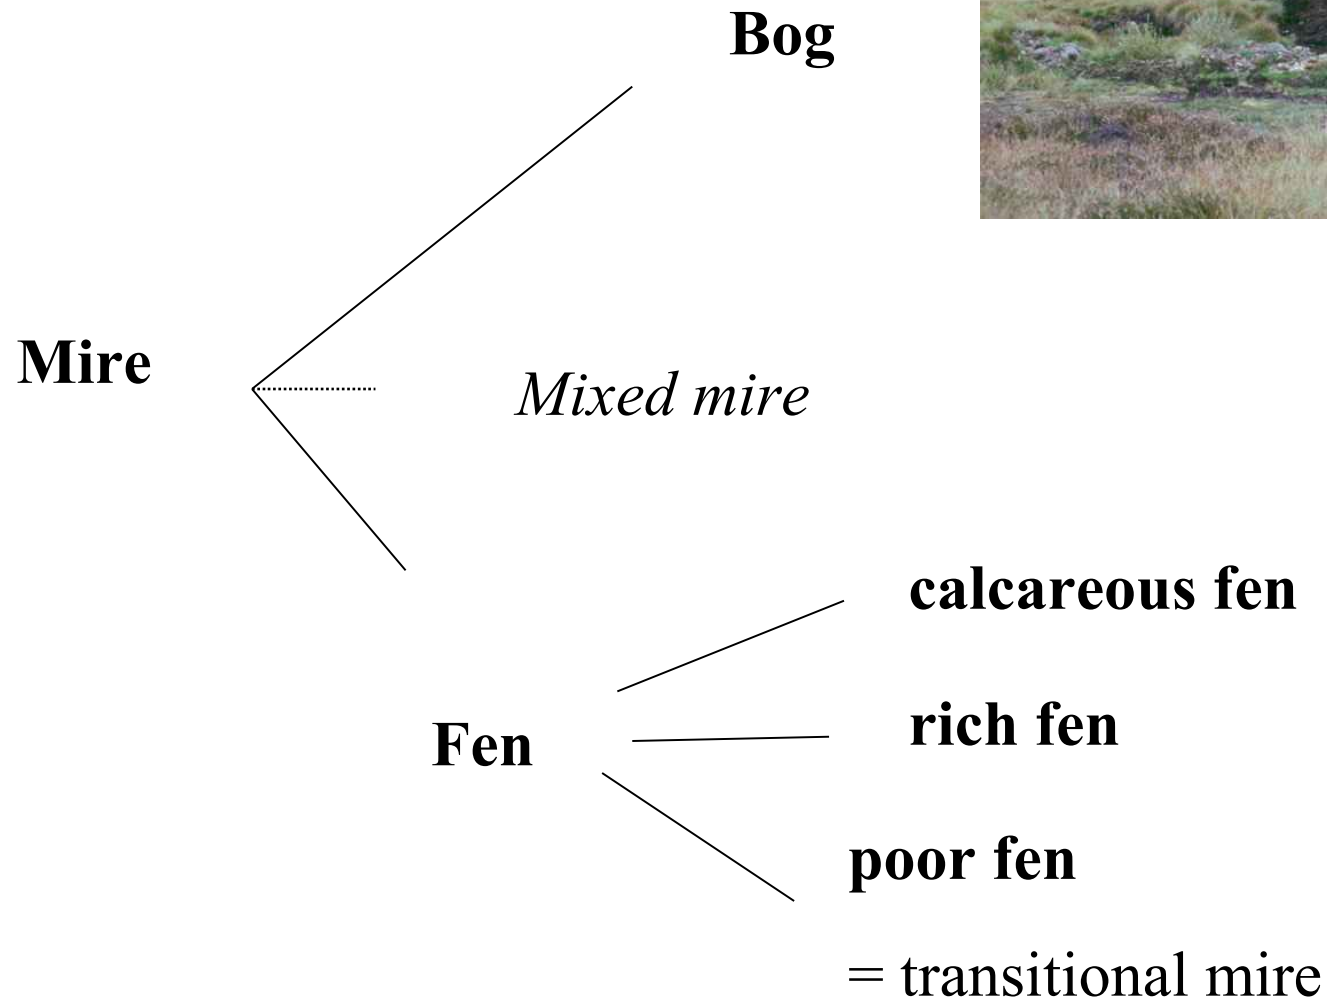 Bog
Mire
Mixed mire
calcareous fen
rich fen
Fen
poor fen
= transitional mire